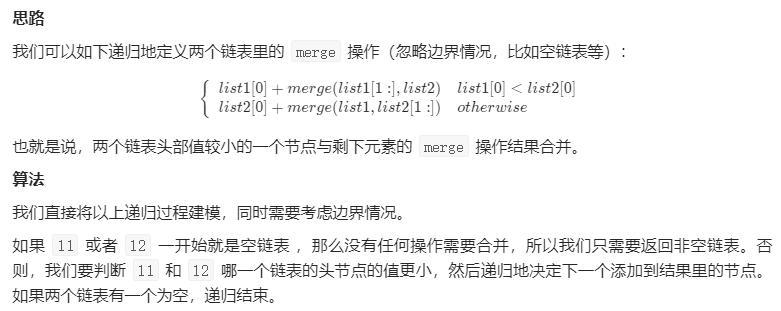 思路
我们可以如下递归地定义两个链表里的 merge 操作（忽略边界情况，比如空链表等）：
list1[0] + merge(list1[1:], list2) list1[0] < list2[0]
list2[0] + merge(list1, list2[1:]) otherwise
也就是说，两个链表头部值较小的一个节点与剩下元素的 merge 操作结果合并。
算法
我们直接将以上递归过程建模，同时需要考虑边界情况。
如果 l1 或者 l2 一开始就是空链表 ，那么没有任何操作需要合并，所以我们只需要返回非空链表。否
则，我们要判断 l1 和 l2 哪一个链表的头节点的值更小，然后递归地决定下一个添加到结果里的节点。
如果两个链表有一个为空，递归结束。